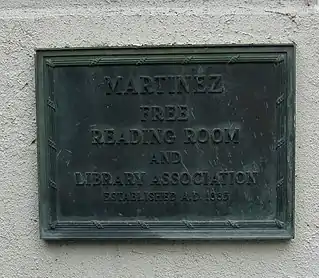 MARTINEZ
FREE
READING ROOM
AND
LIBRARY ASSOCIATION
ESTABLISHED A.D.